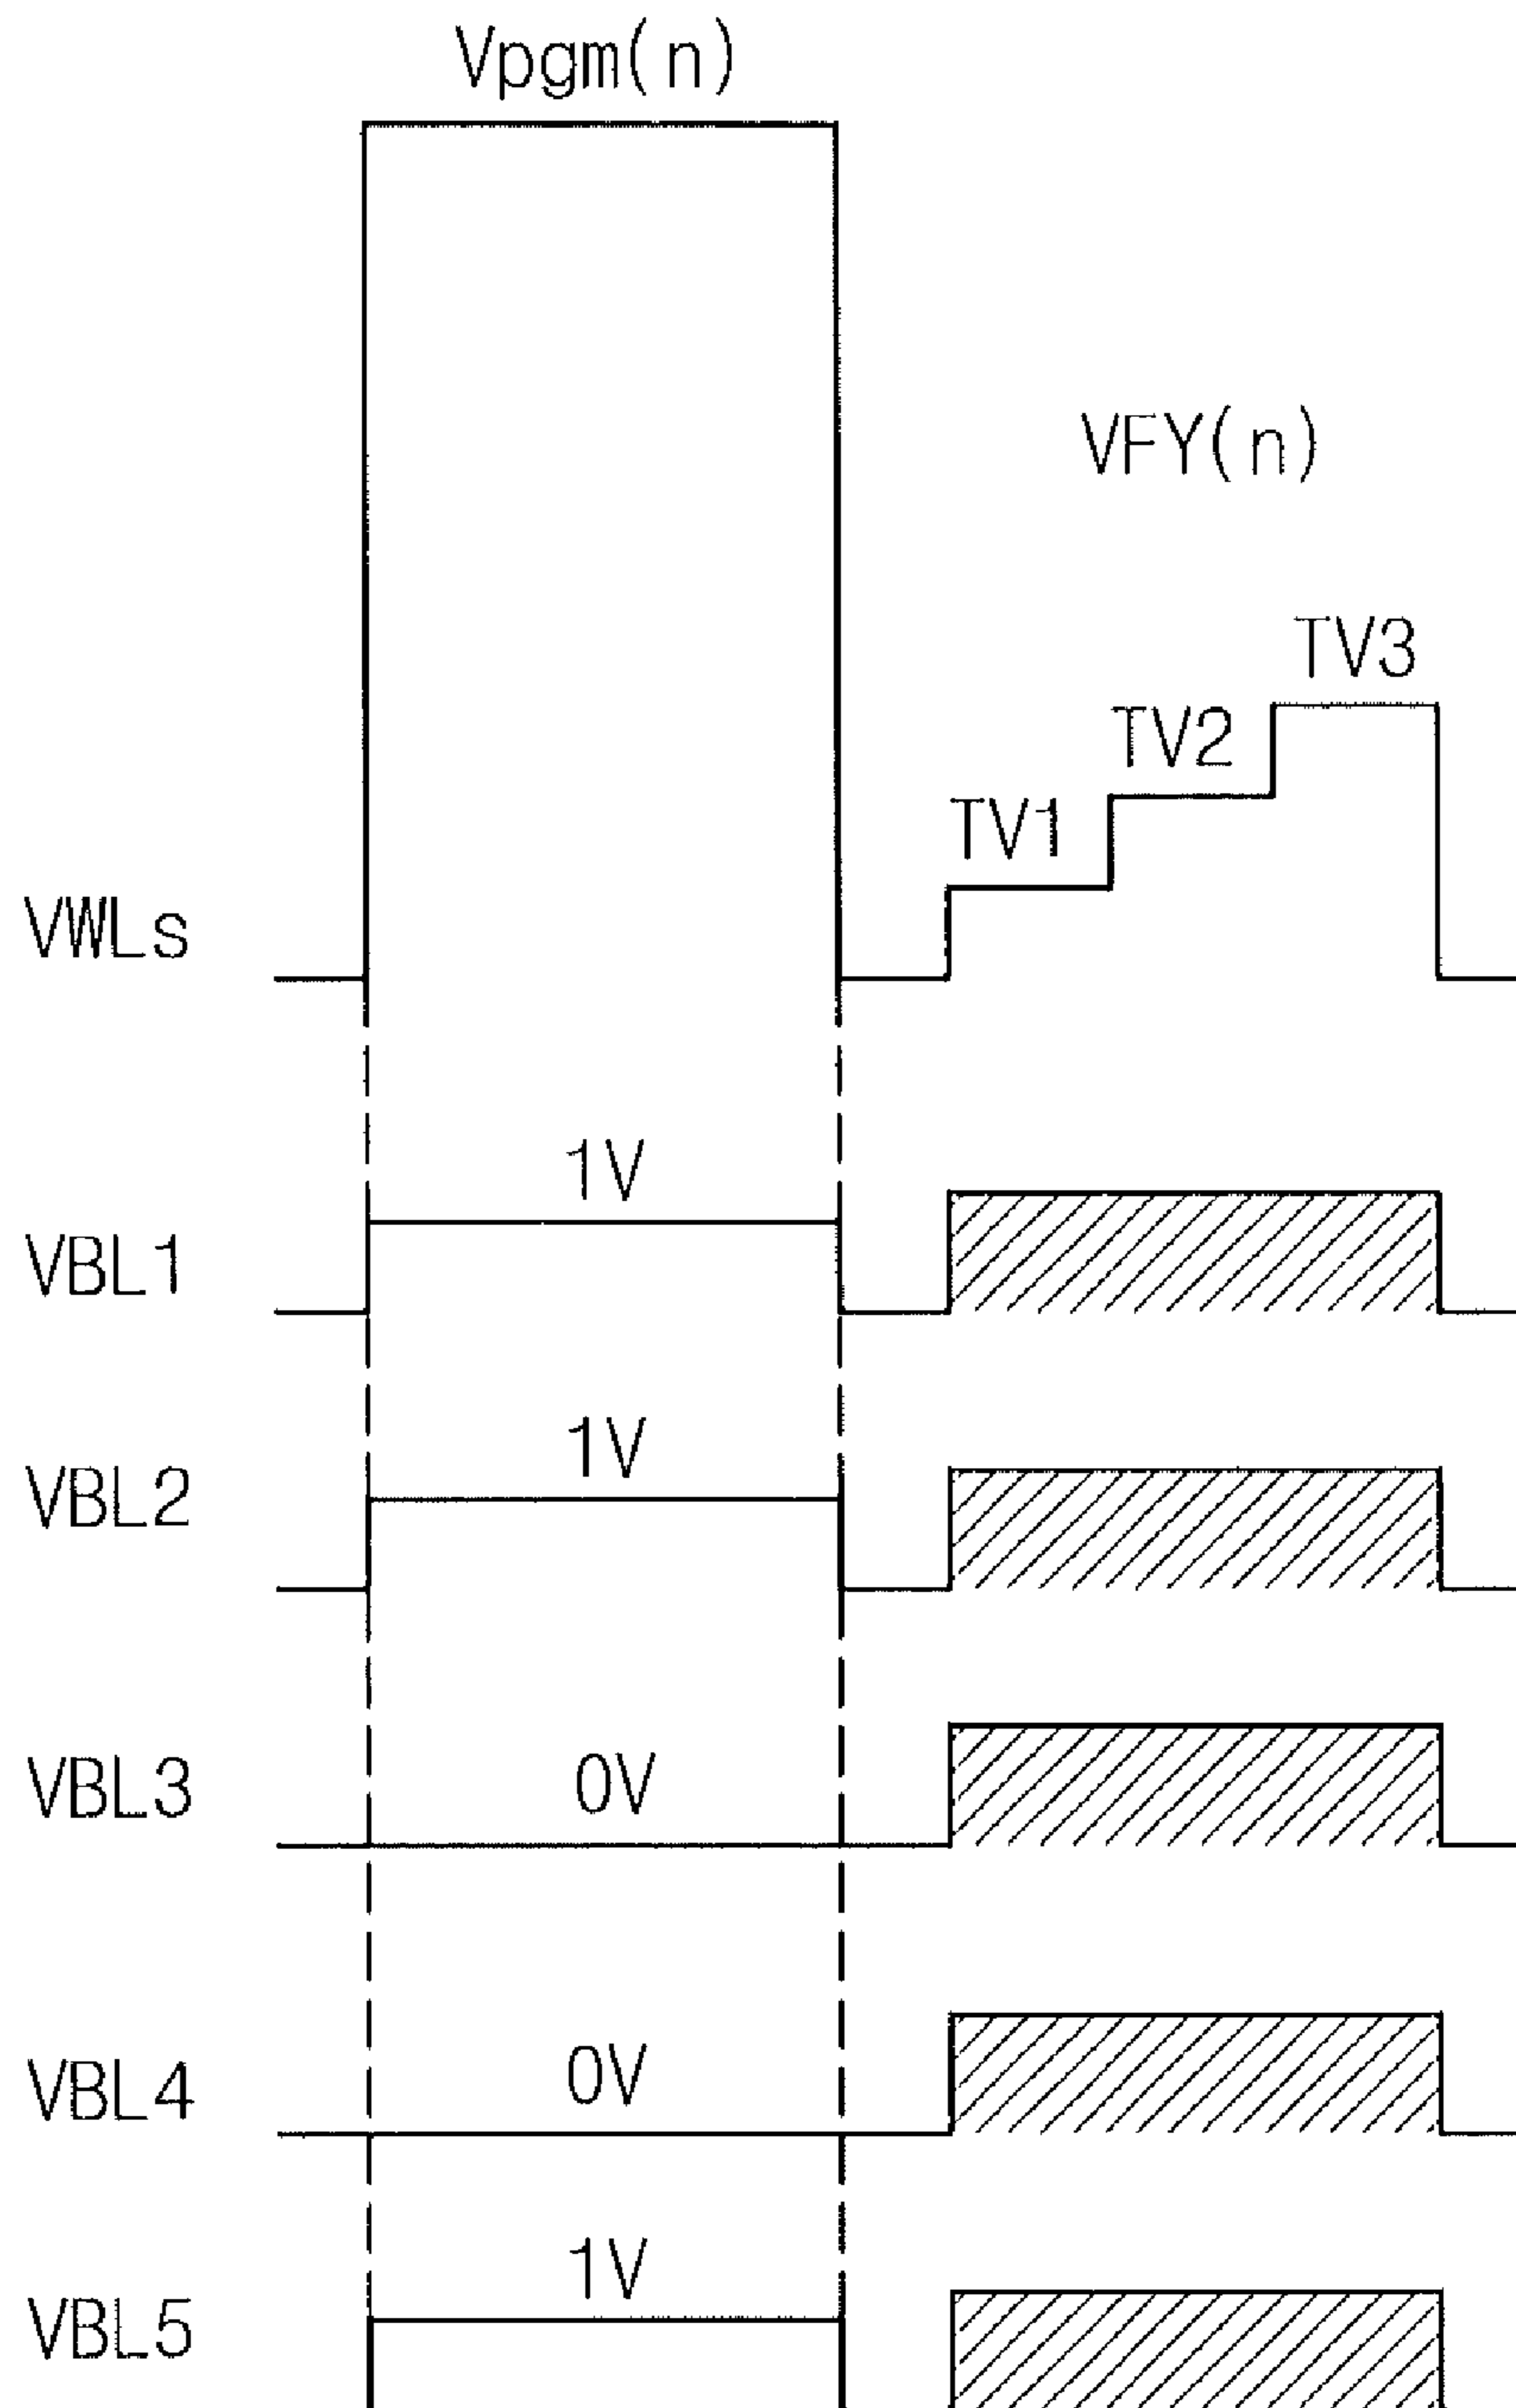 Vpgm(n)
VFY(n)
TV3
TV2
TV1
VWLs
1V
VBL1
1V
VBL2
0V
VBL3
0V
VBL4
1V
VBL5